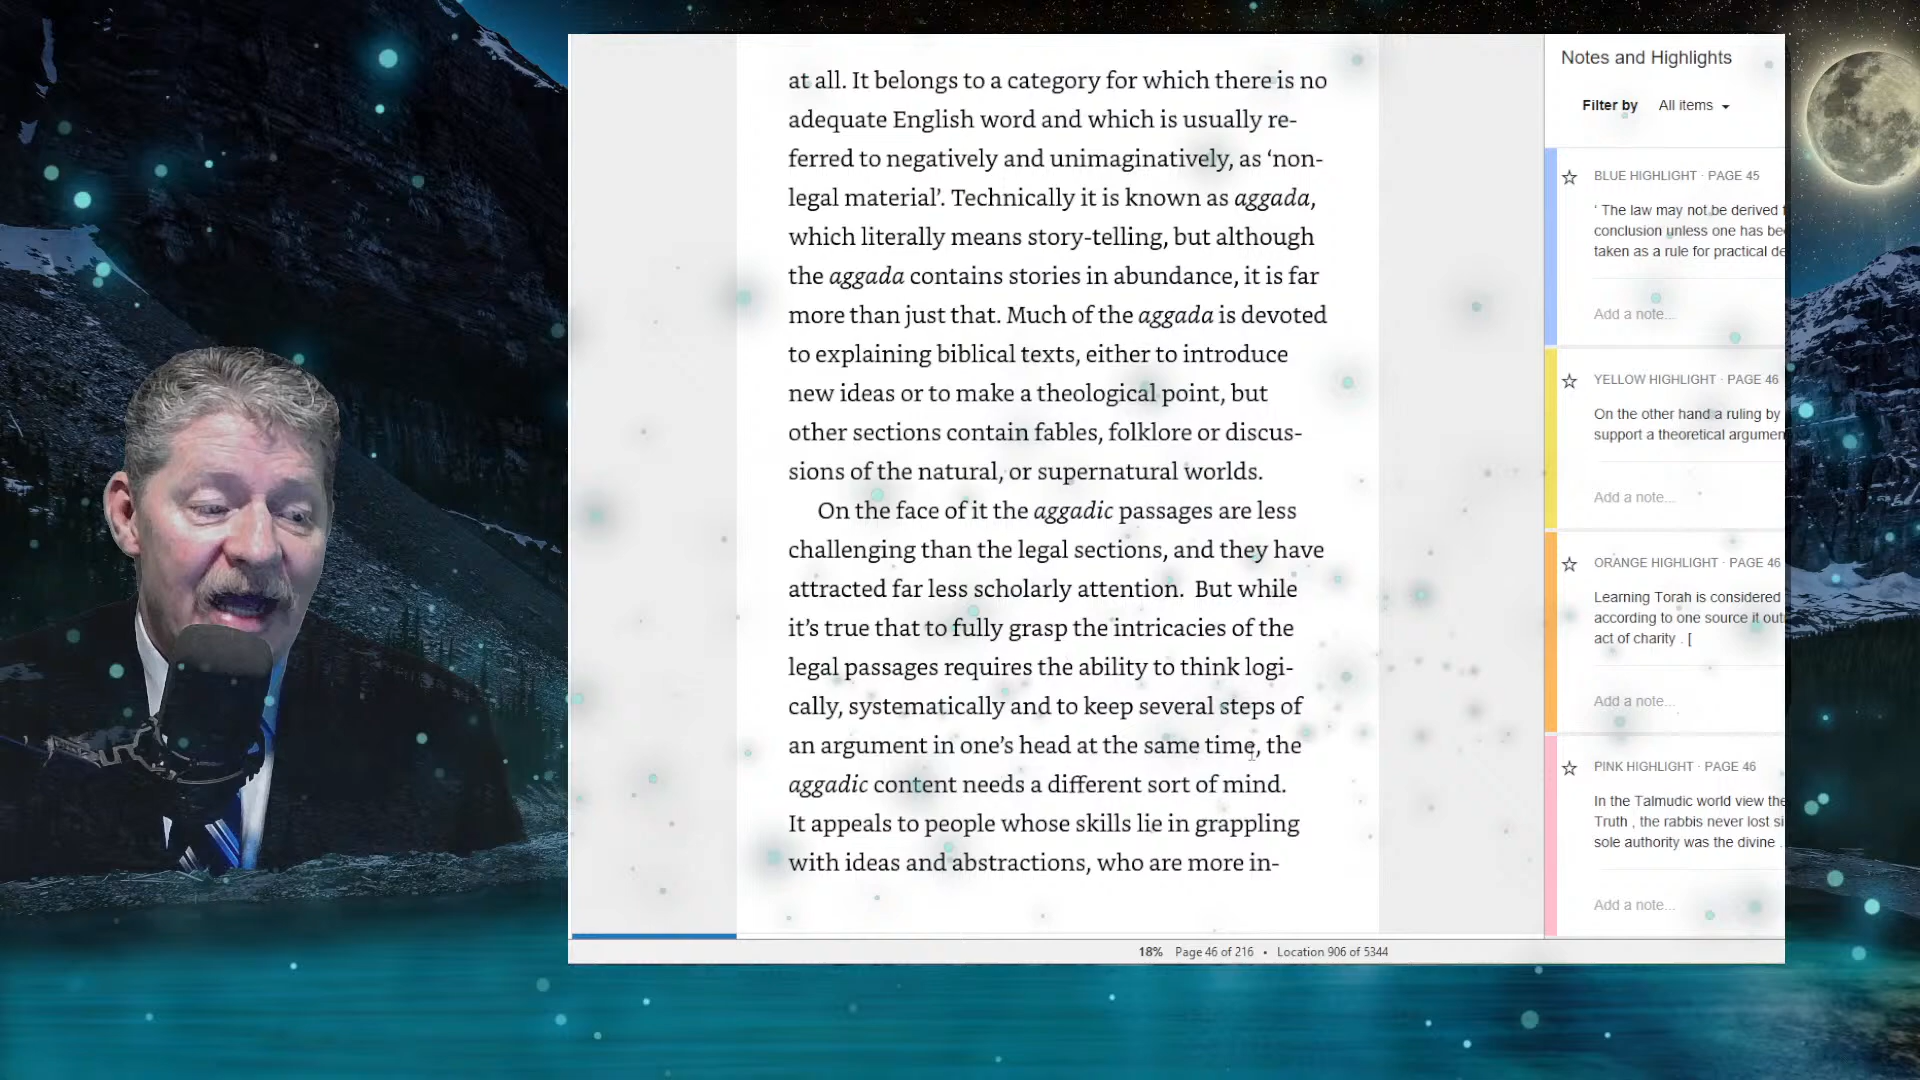 at all. It belongs to a category for which there is no
adequate English word and which is usually re-
ferred to negatively and unimaginatively, as ‘non-
legal material’. Technically it is known as aggada,
which literally means story-telling, but although
the aggada contains stories in abundance, it is far
more than just that. Much of the aggada is devoted
to explaining biblical texts, either to introduce
new ideas or to make a theological point, but
other sections contain fables, folklore or discus-
sions of the natural, or supernatural worlds.
On the face of it the aggadic passages are less
challenging than the legal sections, and they have
attracted far less scholarly attention. But while
it’s true that to fully grasp the intricacies of the
legal passages requires the ability to think logi-
cally, systematically and to keep several steps of
an argument in one’s head at the same time, the
aggadic content needs a different sort of mind.
It appeals to people whose skills lie in grappling
with ideas and abstractions, who are more in-
18% Page 46 of 216 • Location 906 of 5344
Notes and Highlights
Filter by All items
BLUE HIGHLIGHT · PAGE 45
‘ The law may not be derived
conclusion unless one has
taken as a rule for practical
Add a note...
YELLOW HIGHLIGHT · PAGE 46
On the other hand a ruling by
support a theoretical
Add a note...
ORANGE HIGHLIGHT · PAGE 46
Learning Torah is considered
according to one source it
act of charity . [
Add a note...
PINK HIGHLIGHT · PAGE 46
In the Talmudic world view the
Truth , the rabbis never lost
sole authority was the divine .
Add a note...